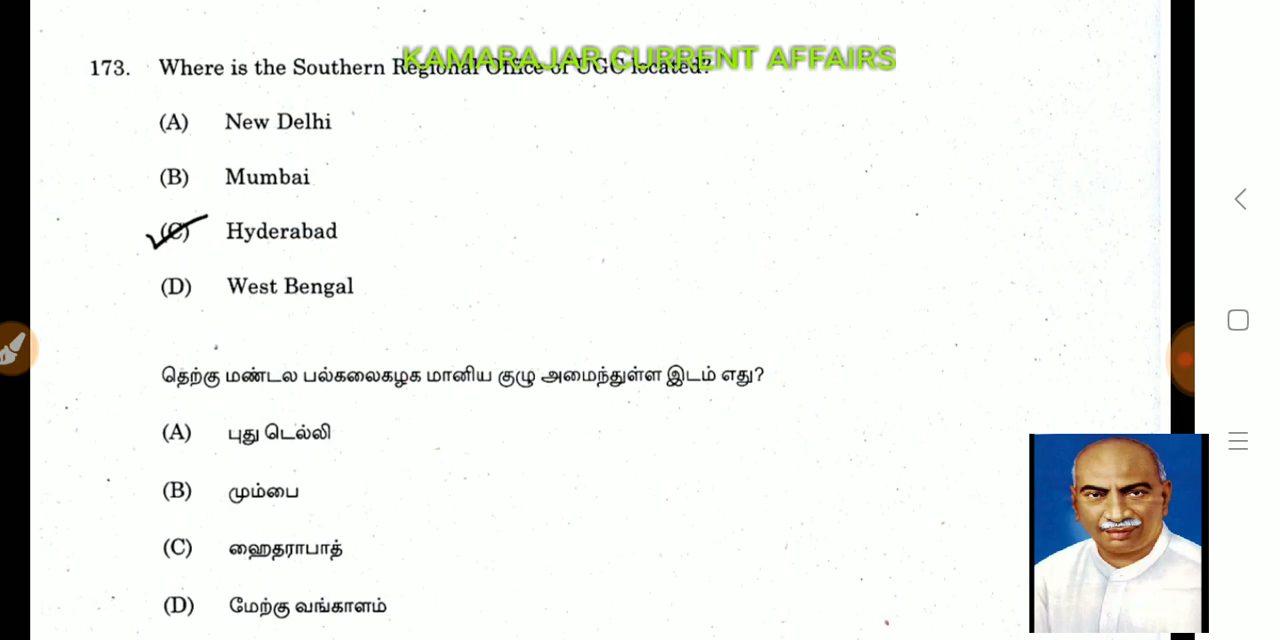 KAMARAJAR CURRENT AFFAIRS
173. Where is the Southern Regional Office of UGC located?
(A) New Delhi
(B) Mumbai
(C) Hyderabad
(D) West Bengal
தெற்கு மண்டல பல்கலைகழக மானிய குழு அமைந்துள்ள இடம் எது?
(A) புது டெல்லி
(B) மும்பை
(C) ஹைதராபாத்
(D) மேற்கு வங்காளம்